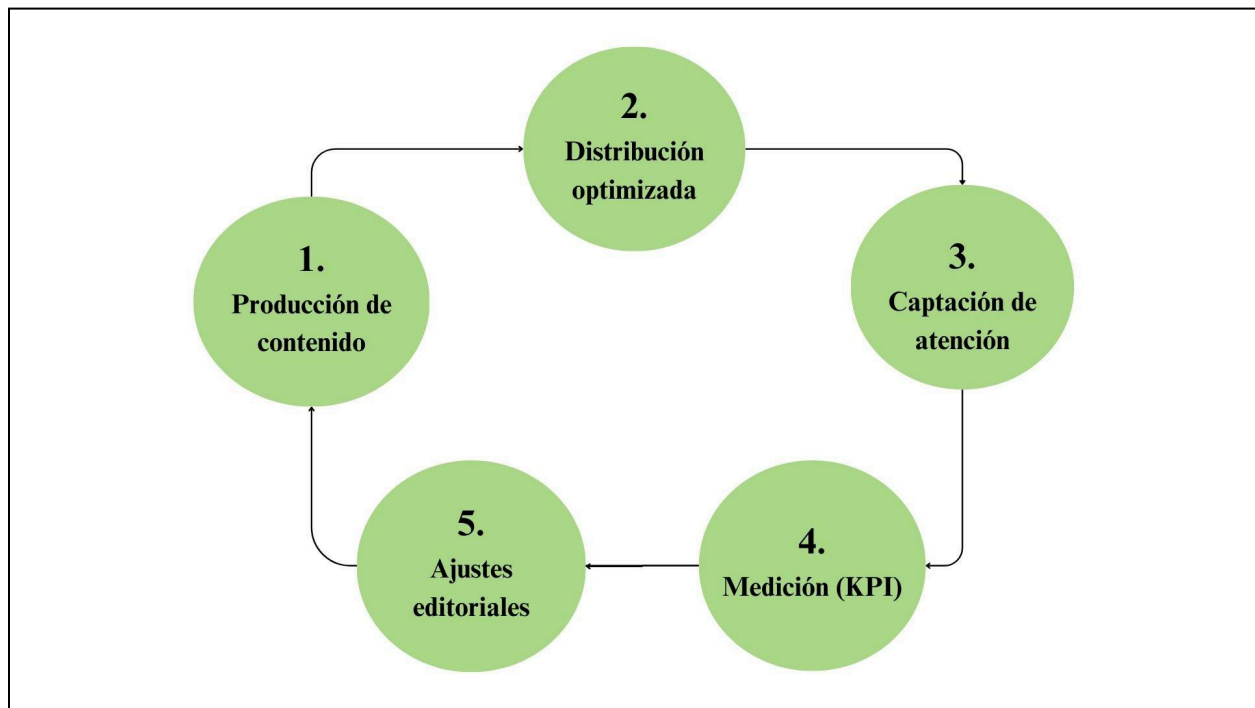 1.
Producción de
contenido
2.
Distribución
optimizada
3.
Captación de
atención
4.
Medición (KPI)
5.
Ajustes
editoriales